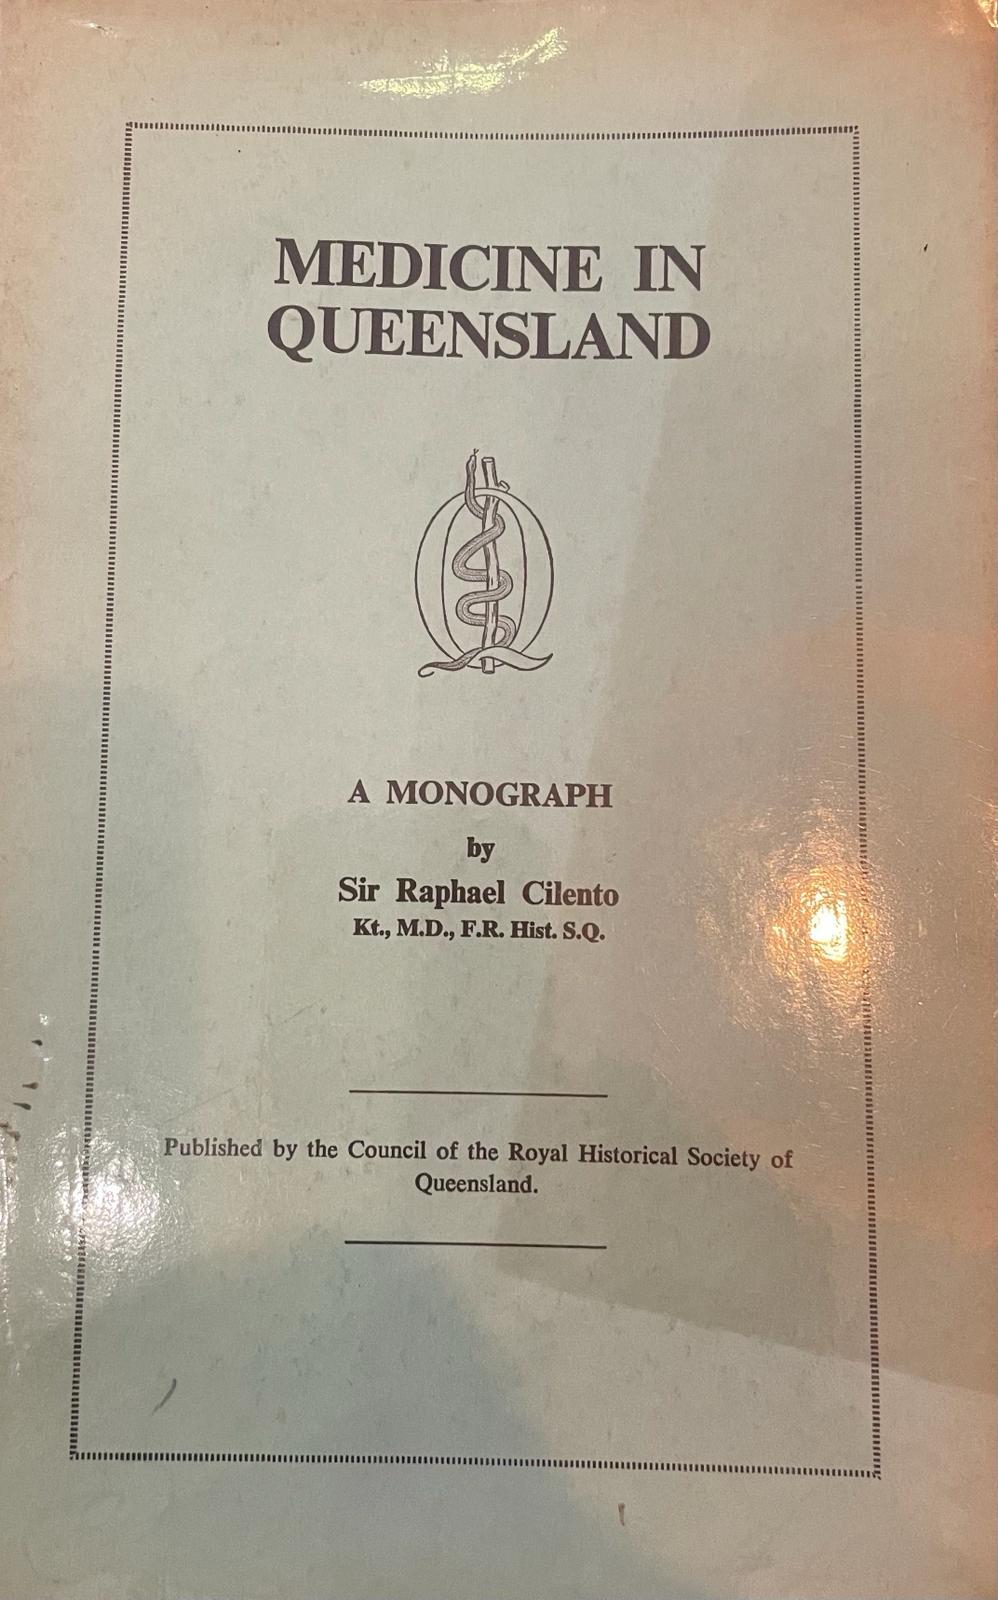 MEDICINE IN
QUEENSLAND
A MONOGRAPH
by
Sir Raphael Cilento
Kt., M.D., F.R. Hist. S.Q.
Published by the Council of the Royal Historical Society of
Queensland.